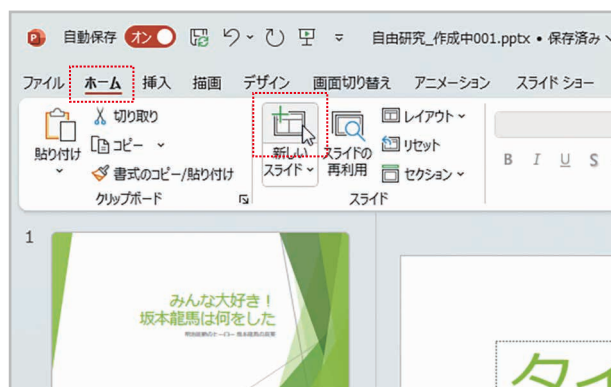 自動保存 オン 自由研究_作成中001.pptx • 保存済み
ファイル ホーム 挿入 描画 デザイン 画面切り替え アニメーション スライド ショー
貼り付け
切り取り
コピー
書式のコピー/貼り付け
クリップボード
新しい
スライド
スライドの
再利用
レイアウト
リセット
セクション
スライド
B I U S
1
みんな大好き！
坂本龍馬は何をした
タイ